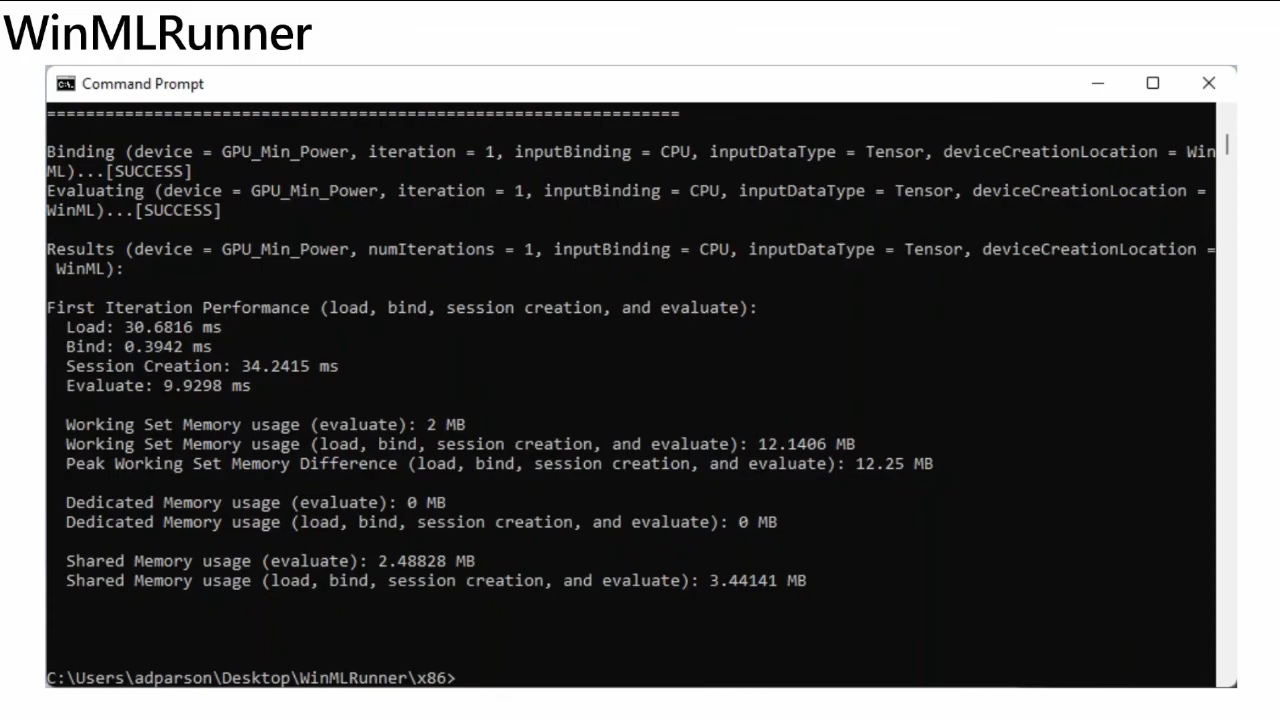 WinMLRunner
Command Prompt
=================================================================
Binding (device = GPU_Min_Power, iteration = 1, inputBinding = CPU, inputDataType = Tensor, deviceCreationLocation = Win
ML)...[SUCCESS]
Evaluating (device = GPU_Min_Power, iteration = 1, inputBinding = CPU, inputDataType = Tensor, deviceCreationLocation =
WinML)...[SUCCESS]
Results (device = GPU_Min_Power, numIterations = 1, inputBinding = CPU, inputDataType = Tensor, deviceCreationLocation =
WinML):
First Iteration Performance (load, bind, session creation, and evaluate):
Load: 30.6816 ms
Bind: 0.3942 ms
Session Creation: 34.2415 ms
Evaluate: 9.9298 ms
Working Set Memory usage (evaluate): 2 MB
Working Set Memory usage (load, bind, session creation, and evaluate): 12.1406 MB
Peak Working Set Memory Difference (load, bind, session creation, and evaluate): 12.25 MB
Dedicated Memory usage (evaluate): 0 MB
Dedicated Memory usage (load, bind, session creation, and evaluate): 0 MB
Shared Memory usage (evaluate): 2.48828 MB
Shared Memory usage (load, bind, session creation, and evaluate): 3.44141 MB
C:\Users\adparson\Desktop\WinMLRunner\x86>